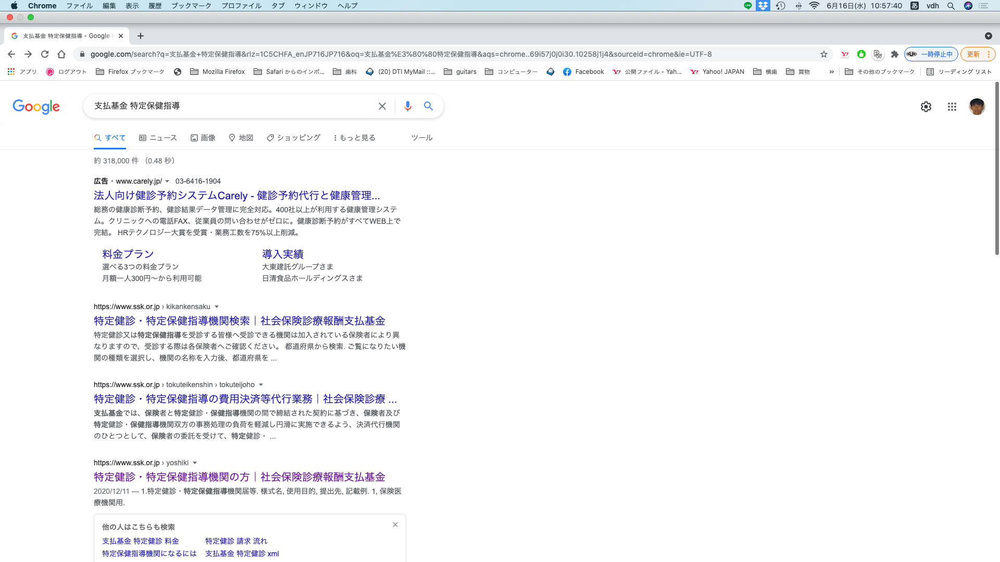 Chrome ファイル 編集 表示 履歴 ブックマーク プロファイル タブ ウィンドウ ヘルプ LINE 6月16日(水) 10:57:40 あ vdh
支払基金 特定保健指導 - Google
google.com/search?q=支払基金+特定保健指導&rlz=1C5CHFA_enJP716JP716&oq=支払基金%E3%80%80特定保健指導&aqs=chrome..69i57j0j0i30.10258j1j4&sourceid=chrome&ie=UTF-8 一時停止中 更新
アプリ ログアウト Firefox ブックマーク Mozilla Firefox Safari からのインポ... 歯科 (20) DTI MyMail ::... guitars コンピューター Facebook 公開ファイル - Yah... Yahoo! JAPAN 横歯 買物 » その他のブックマーク リーディング リスト
Google 支払基金 特定保健指導
すべて ニュース 画像 地図 ショッピング もっと見る ツール
約 318,000 件 （0.48 秒）
広告・www.carely.jp/ 03-6416-1904
法人向け健診予約システムCarely - 健診予約代行と健康管理...
総務の健康診断予約、健診結果データ管理に完全対応。400社以上が利用する健康管理システ
ム。クリニックへの電話FAX、従業員の問い合わせがゼロに。健康診断予約がすべてWEB上で
完結。 HRテクノロジー大賞を受賞・業務工数を75%以上削減。
料金プラン 導入実績
選べる3つの料金プラン 大東建託グループさま
月額一人300円〜から利用可能 日清食品ホールディングスさま
https://www.ssk.or.jp › kikankensaku
特定健診・特定保健指導機関検索｜社会保険診療報酬支払基金
特定健診又は特定保健指導を受診する皆様へ受診できる機関は加入されている保険者により異
なりますので、受診する際は各保険者へご確認ください。 都道府県から検索. ご覧になりたい機
関の種類を選択し、機関の名称を入力後、都道府県を ...
https://www.ssk.or.jp › tokuteikenshin › tokuteijoho
特定健診・特定保健指導の費用決済等代行業務｜社会保険診療 ...
支払基金では、保険者と特定健診・保健指導機関の間で締結された契約に基づき、保険者及び
特定健診・保健指導機関双方の事務処理の負荷を軽減し円滑に実施できるよう、決済代行機関
のひとつとして、保険者の委託を受けて、特定健診・ ...
https://www.ssk.or.jp › yoshiki
特定健診・特定保健指導機関の方｜社会保険診療報酬支払基金
2020/12/11 — 1.特定健診・特定保健指導機関届等. 様式名, 使用目的, 提出先, 記載例. 1, 保険医
療機関用.
他の人はこちらも検索
支払基金 特定健診 料金 特定健診 請求 流れ
特定保健指導機関になるには 支払基金 特定健診 xml